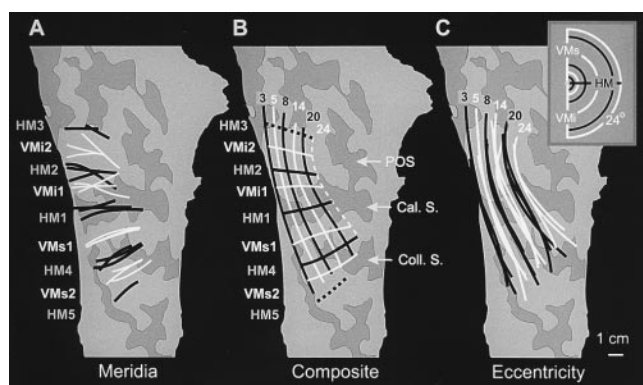 A
HM3
VMi2
HM2
VMi1
HM1
VMs1
HM4
VMs2
HM5
Meridia
B
3 5 8 14 20 24
HM3
VMi2
HM2
VMi1
HM1
VMs1
HM4
VMs2
HM5
POS
Cal. S.
Coll. S.
Composite
C
3 5 8 14 20 24
VMs
HM
VMi
24°
1 cm
Eccentricity